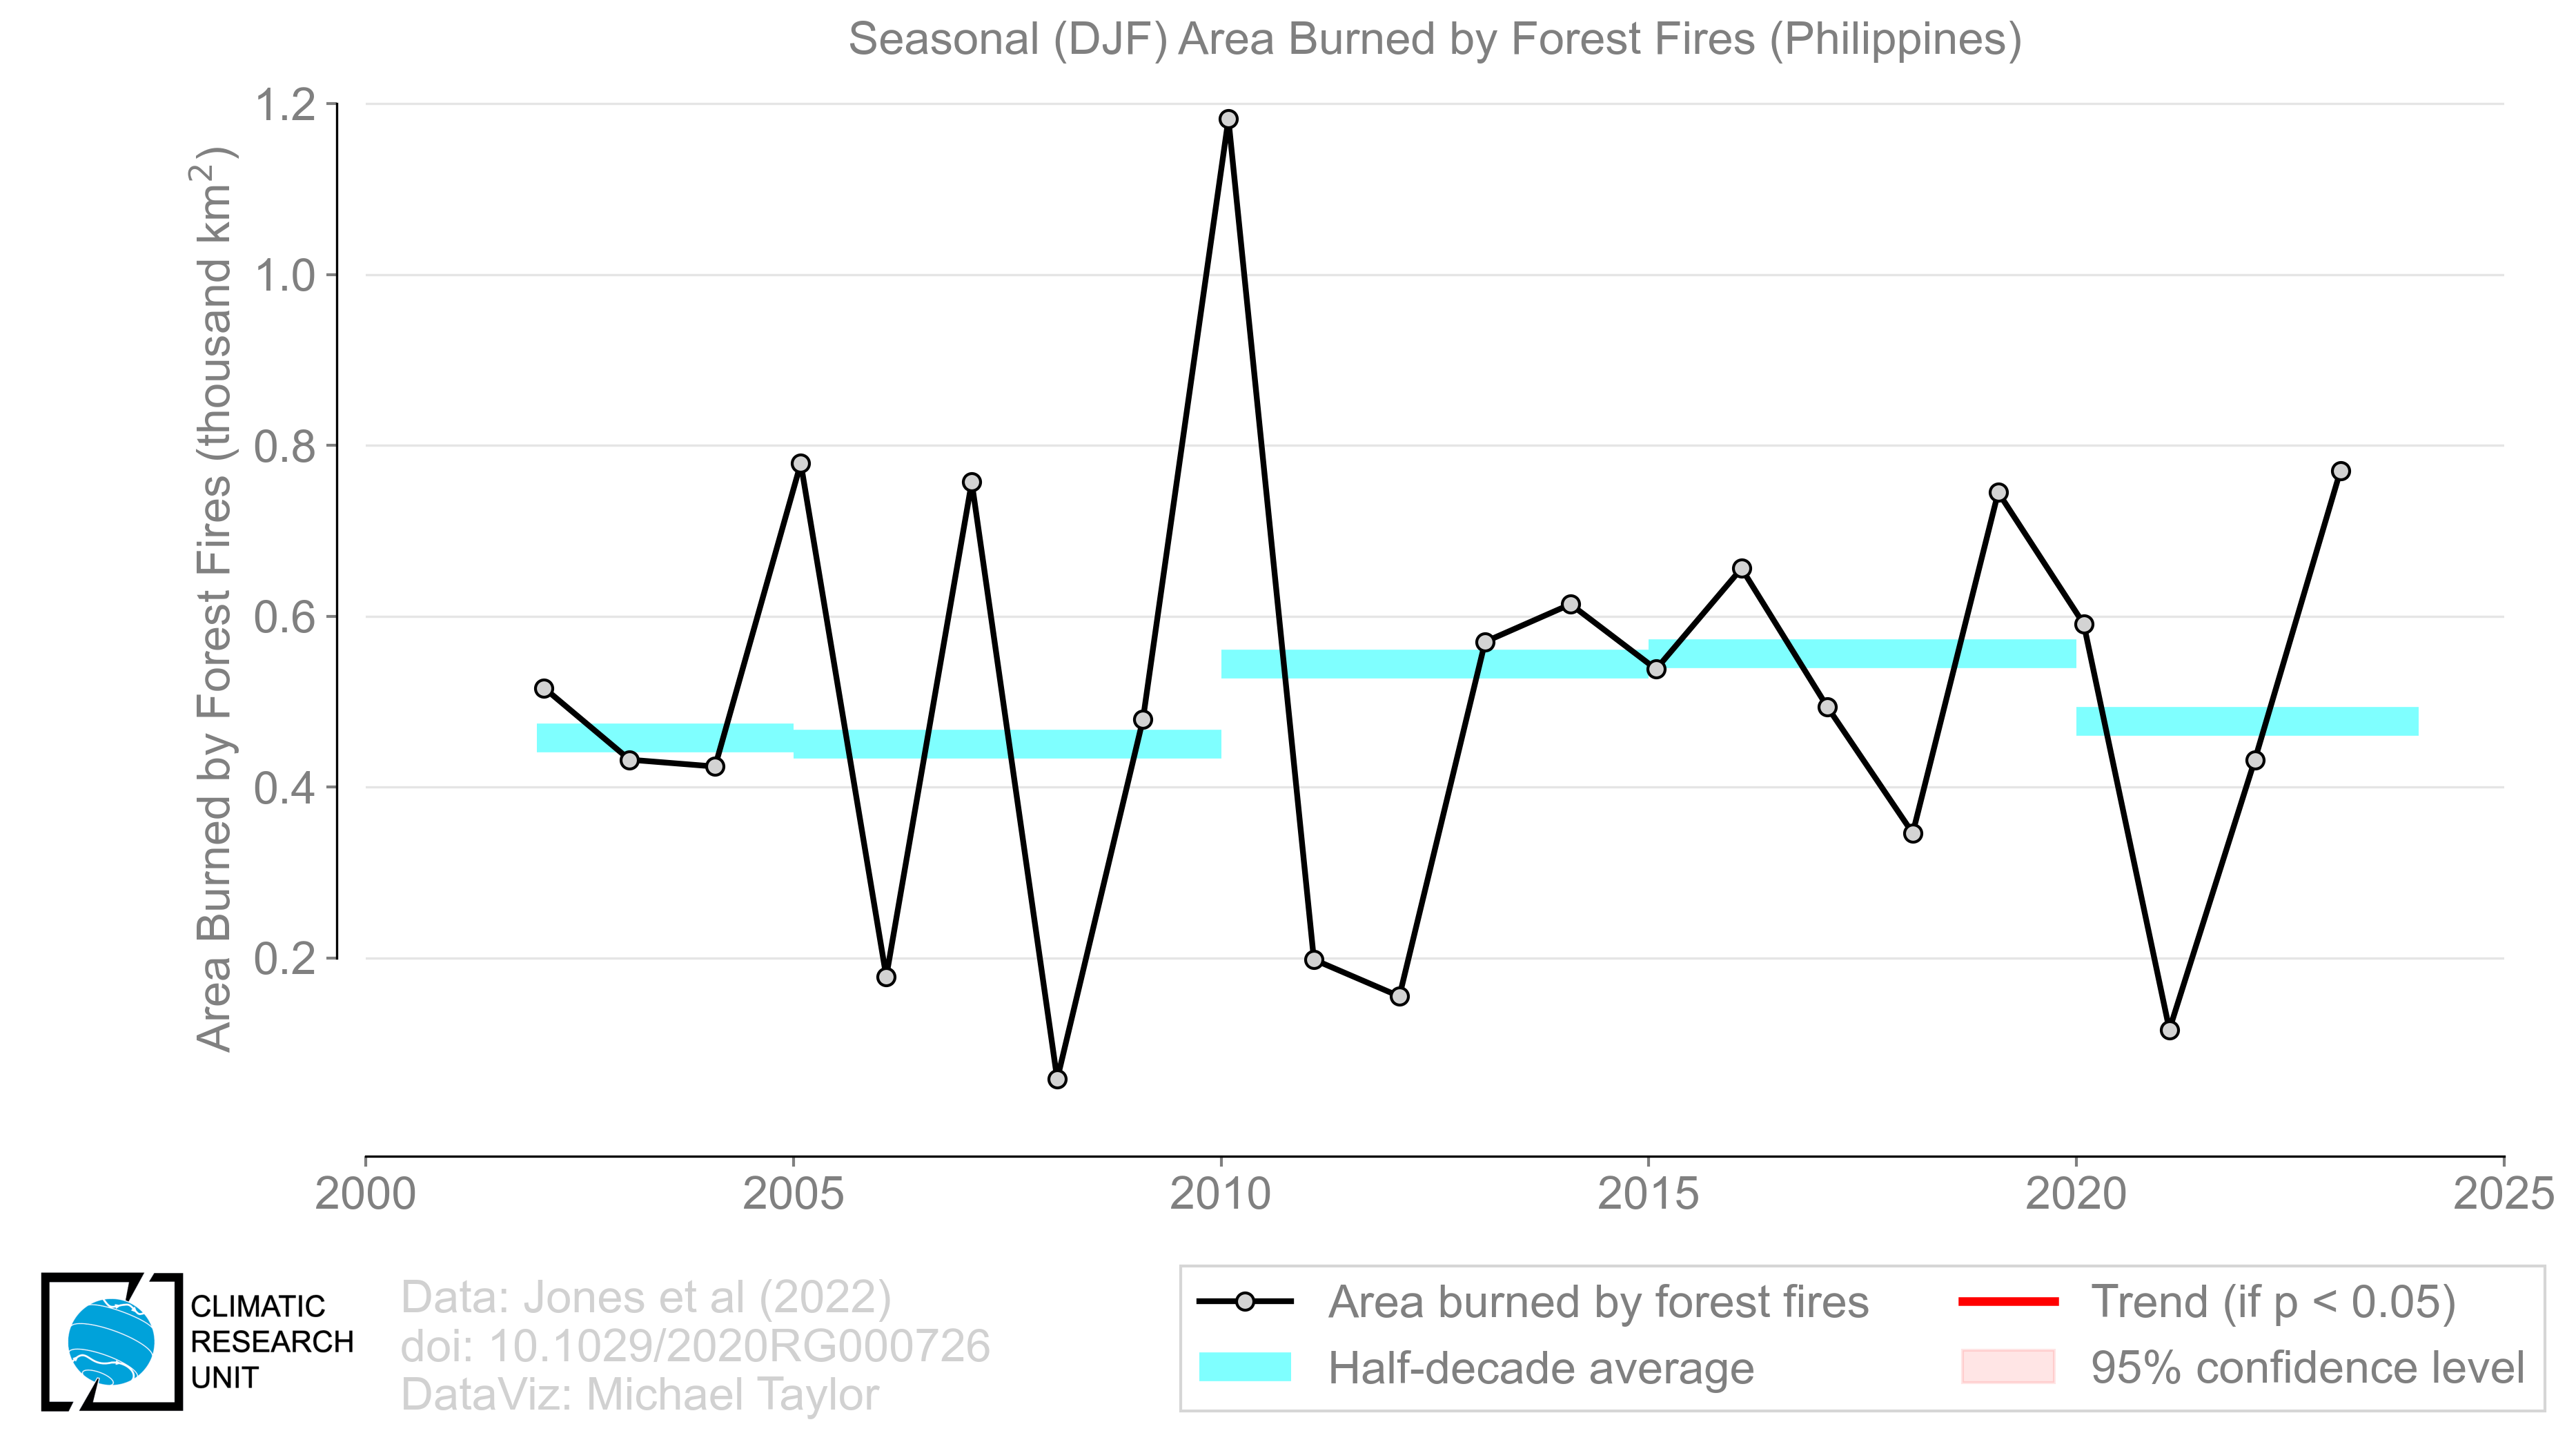 Seasonal (DJF) Area Burned by Forest Fires (Philippines)
Area Burned by Forest Fires (thousand km²)
1.2
1.0
0.8
0.6
0.4
0.2
2000
2005
2010
2015
2020
2025
CLIMATIC
RESEARCH
UNIT
Data: Jones et al (2022)
doi: 10.1029/2020RG000726
DataViz: Michael Taylor
Area burned by forest fires
Half-decade average
Trend (if p < 0.05)
95% confidence level